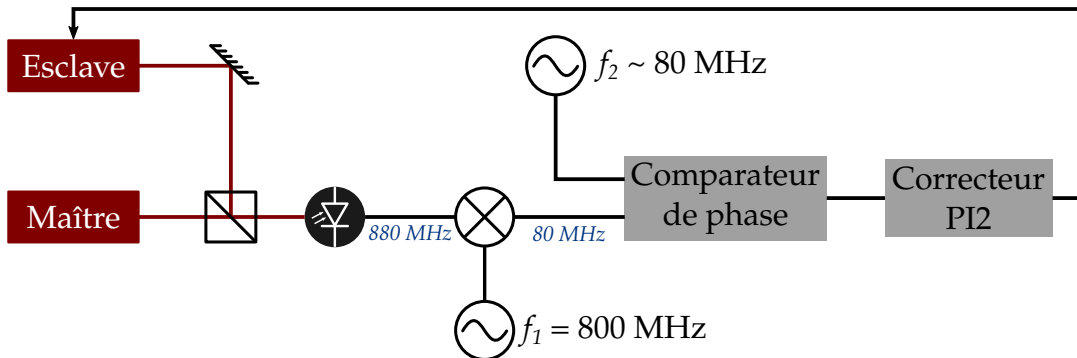 Esclave
f₂ ~ 80 MHz
Maître
880 MHz
80 MHz
Comparateur
de phase
Correcteur
PI2
f₁ = 800 MHz